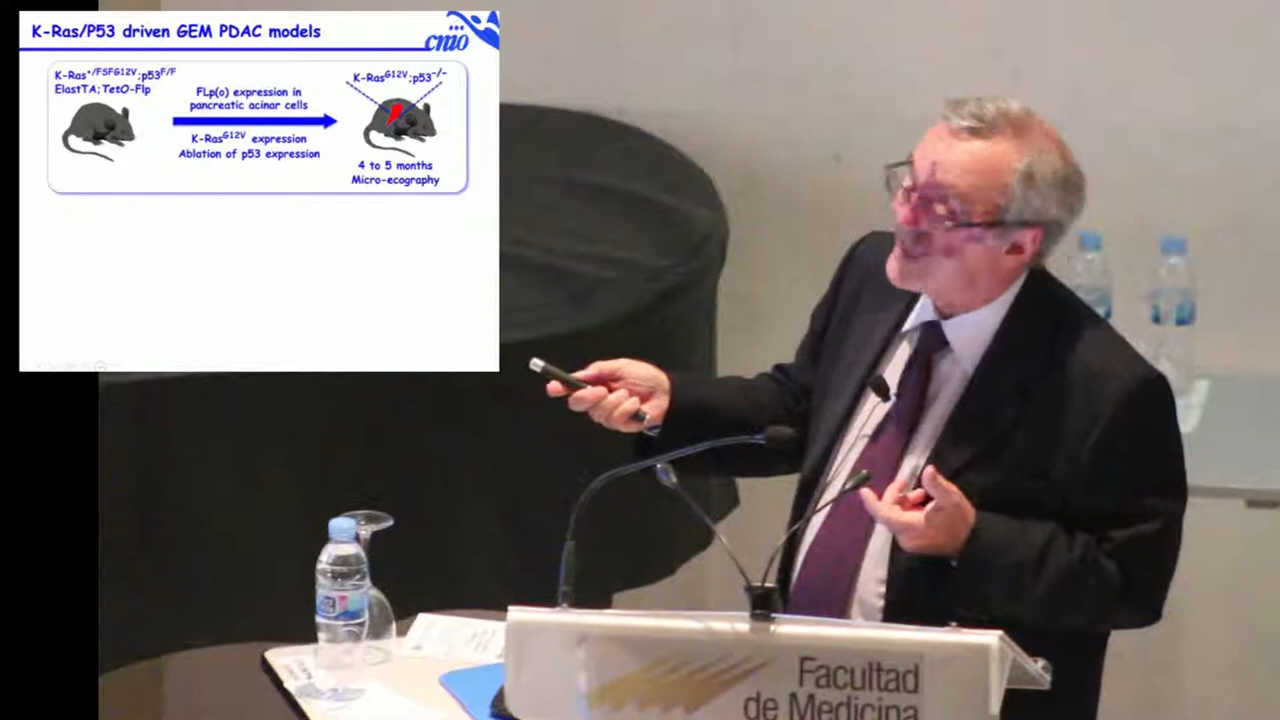 K-Ras/P53 driven GEM PDAC models
cnio
K-Ras+/FSFG12V;p53F/F
ElastTA;TetO-Flp
FLp(o) expression in
pancreatic acinar cells
K-RasG12V expression
Ablation of p53 expression
K-RasG12V;p53-/-
4 to 5 months
Micro-ecography
Facultad
de Medicina